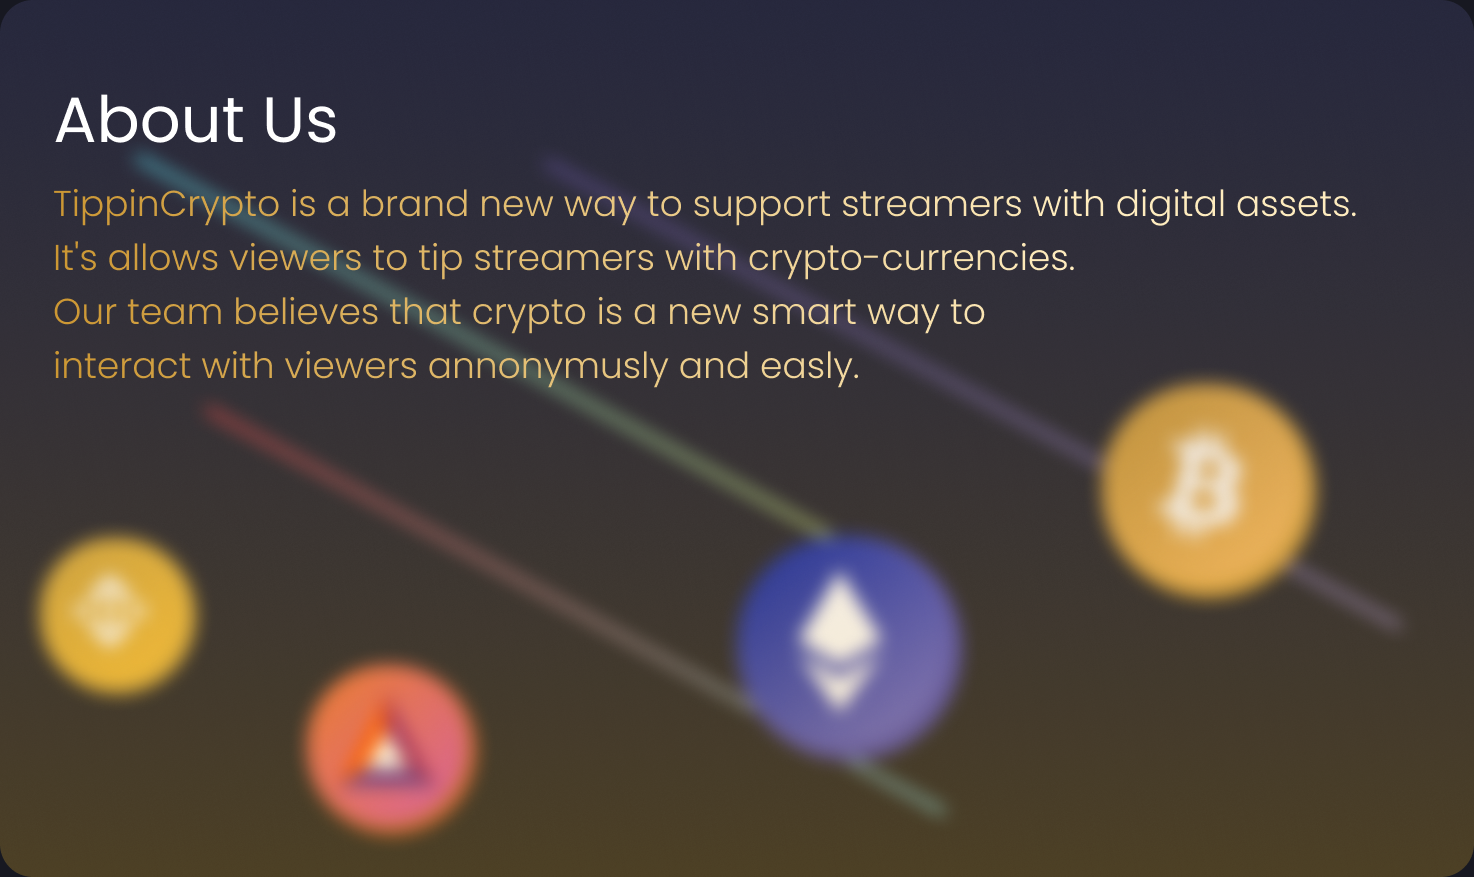 About Us
TippinCrypto is a brand new way to support streamers with digital assets.
It's allows viewers to tip streamers with crypto-currencies.
Our team believes that crypto is a new smart way to
interact with viewers annonymusly and easly.